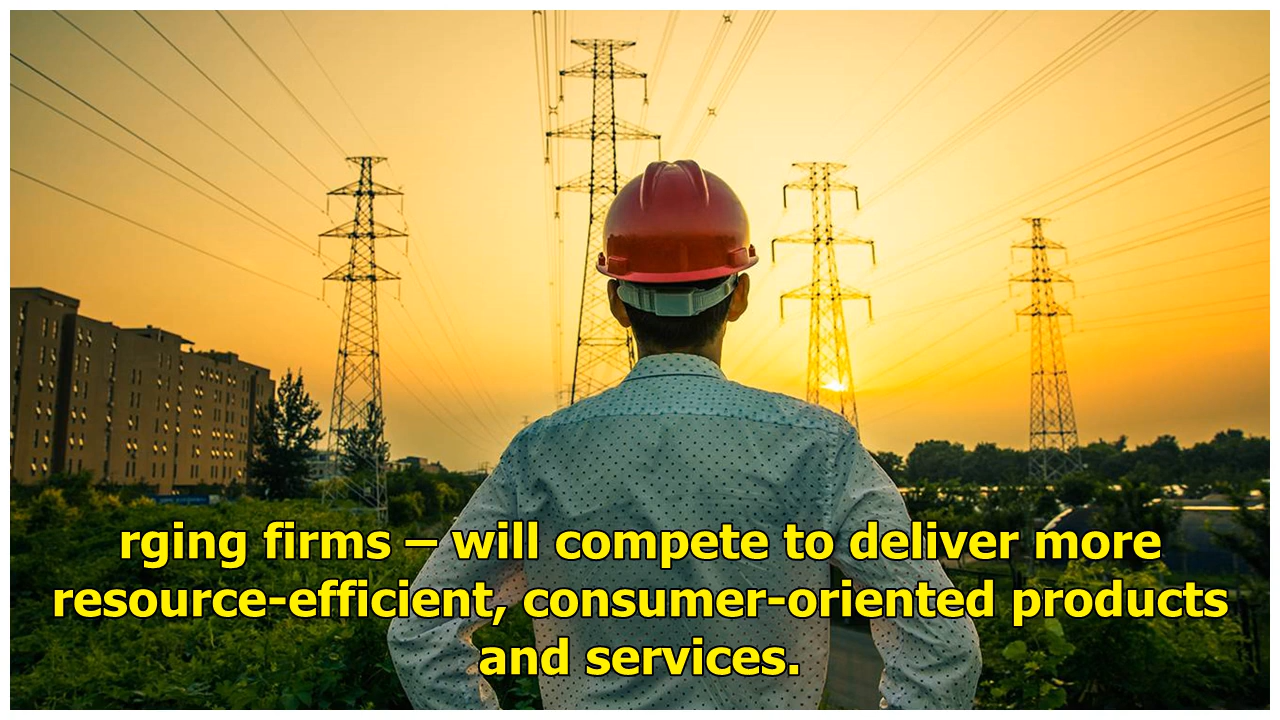 rging firms – will compete to deliver more
resource-efficient, consumer-oriented products
and services.